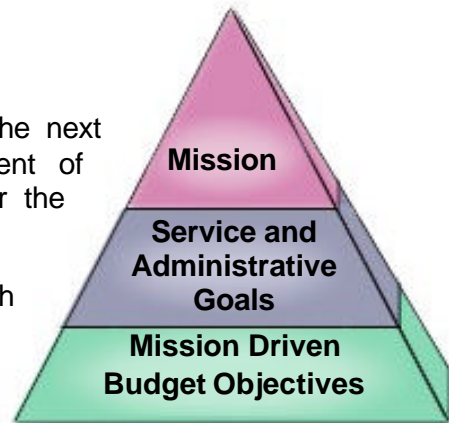 he next
ent of
r the
h
Mission
Service and
Administrative
Goals
Mission Driven
Budget Objectives